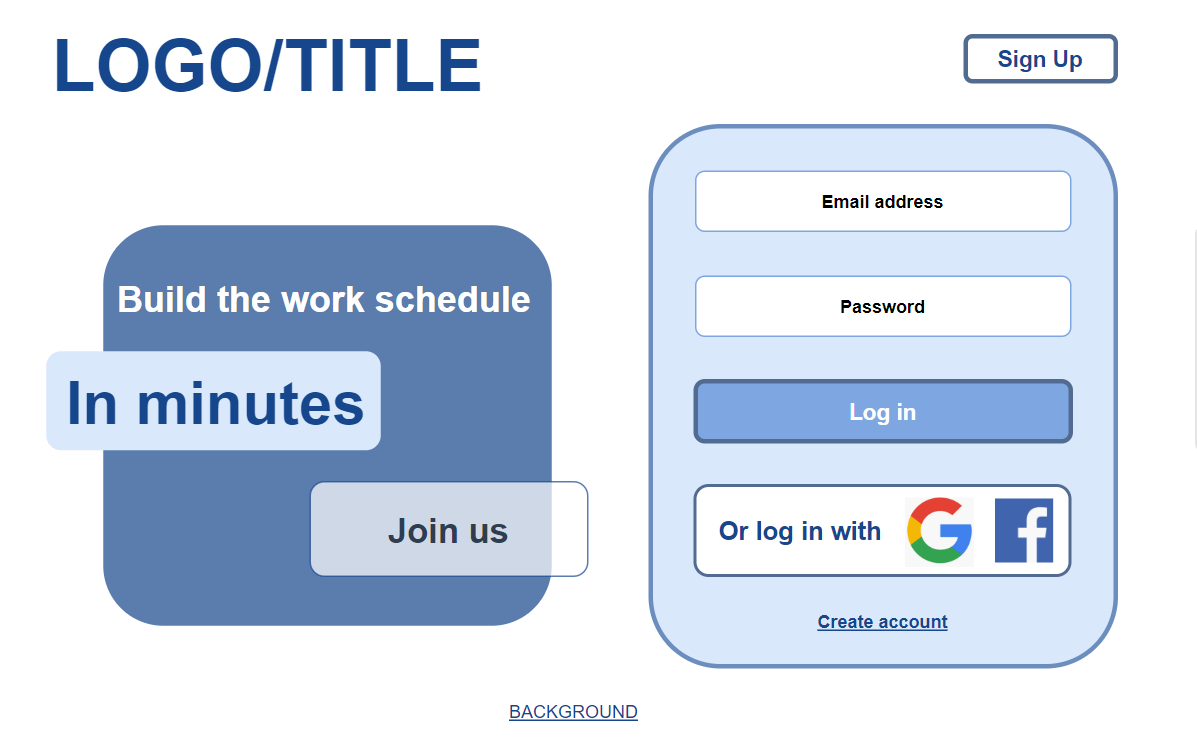 LOGO/TITLE
Sign Up
Build the work schedule
In minutes
Join us
Email address
Password
Log in
Or log in with
Create account
BACKGROUND